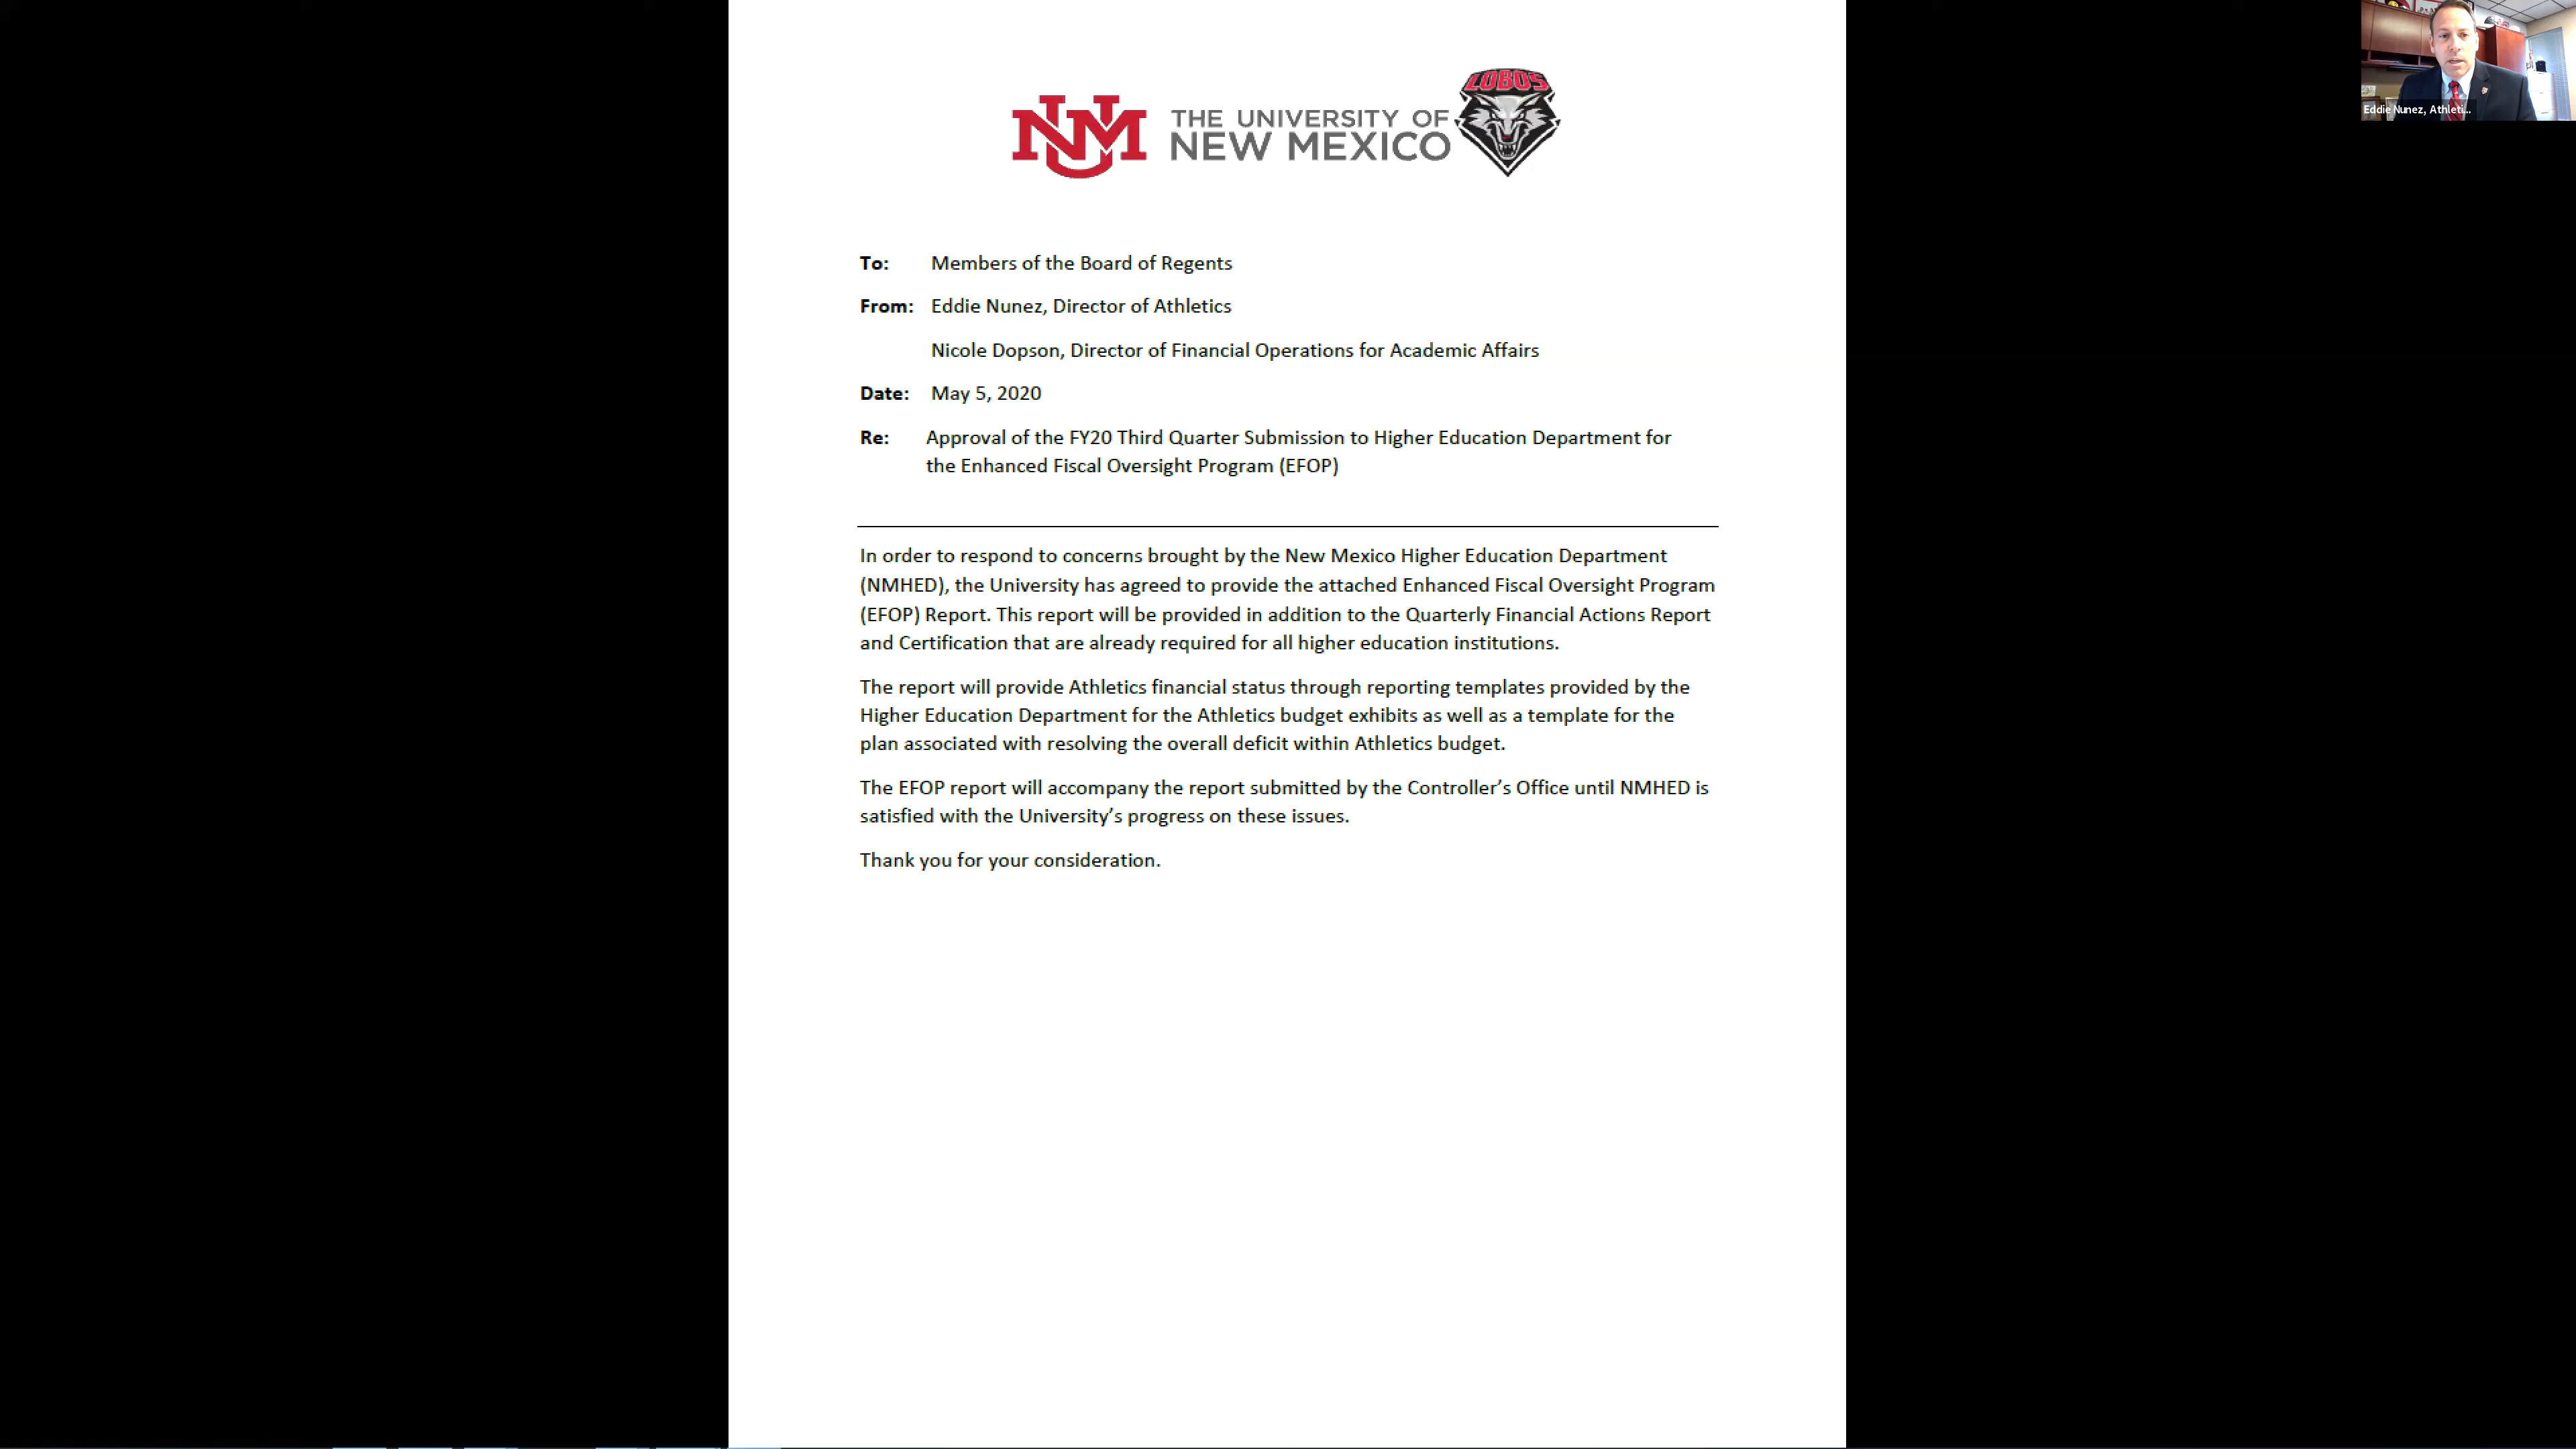 UNM
THE UNIVERSITY OF
NEW MEXICO
LOBOS
Eddie Nunez, Athleti...
To: Members of the Board of Regents
From: Eddie Nunez, Director of Athletics
Nicole Dopson, Director of Financial Operations for Academic Affairs
Date: May 5, 2020
Re: Approval of the FY20 Third Quarter Submission to Higher Education Department for
the Enhanced Fiscal Oversight Program (EFOP)
In order to respond to concerns brought by the New Mexico Higher Education Department
(NMHED), the University has agreed to provide the attached Enhanced Fiscal Oversight Program
(EFOP) Report. This report will be provided in addition to the Quarterly Financial Actions Report
and Certification that are already required for all higher education institutions.
The report will provide Athletics financial status through reporting templates provided by the
Higher Education Department for the Athletics budget exhibits as well as a template for the
plan associated with resolving the overall deficit within Athletics budget.
The EFOP report will accompany the report submitted by the Controller’s Office until NMHED is
satisfied with the University’s progress on these issues.
Thank you for your consideration.